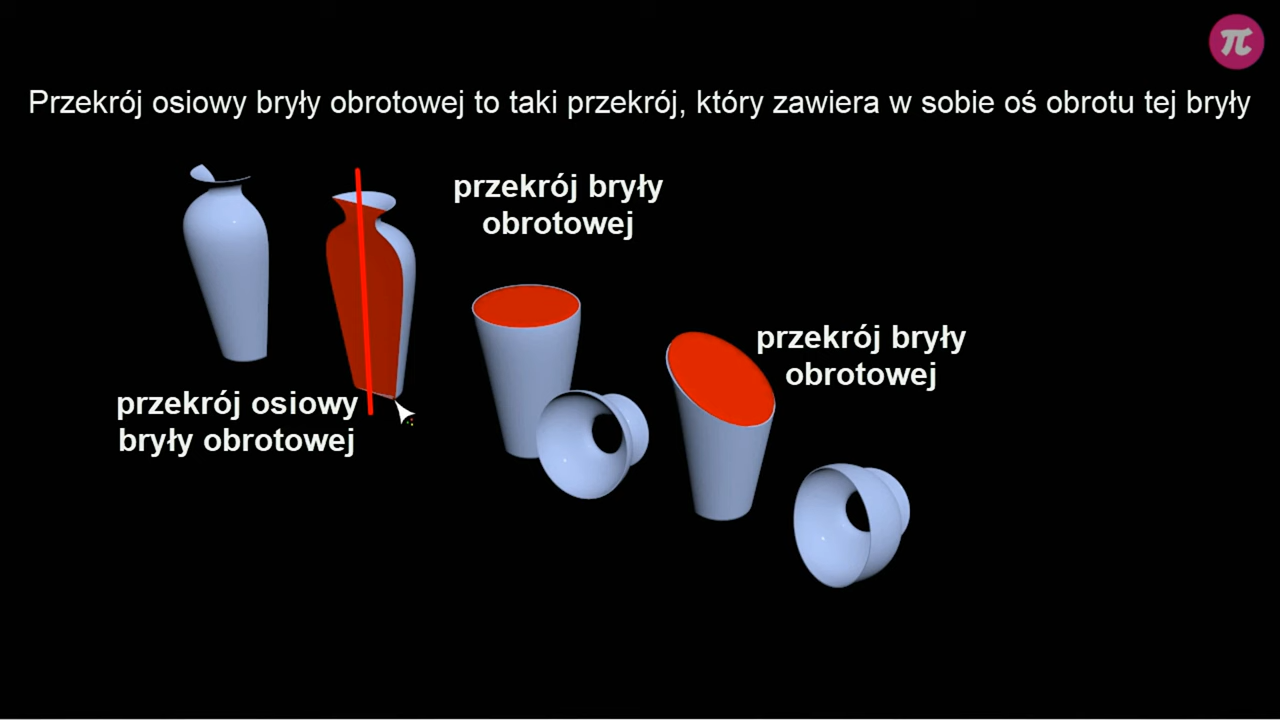 π
Przekrój osiowy bryły obrotowej to taki przekrój, który zawiera w sobie oś obrotu tej bryły
przekrój bryły
obrotowej
przekrój bryły
obrotowej
przekrój osiowy
bryły obrotowej